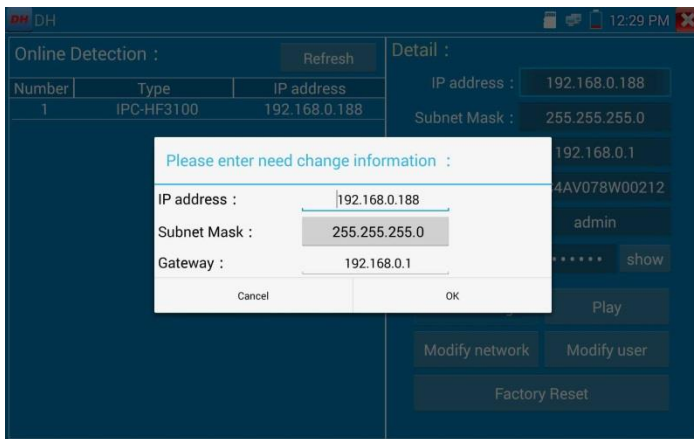 DH DH 12:29 PM
Online Detection :
Refresh
Number Type IP address
1 IPC-HF3100 192.168.0.188
Detail :
IP address : 192.168.0.188
Subnet Mask : 255.255.255.0
192.168.0.1
4AV078W00212
admin
show
Play
Modify network Modify user
Factory Reset
Please enter need change information :
IP address : 192.168.0.188
Subnet Mask : 255.255.255.0
Gateway : 192.168.0.1
Cancel OK